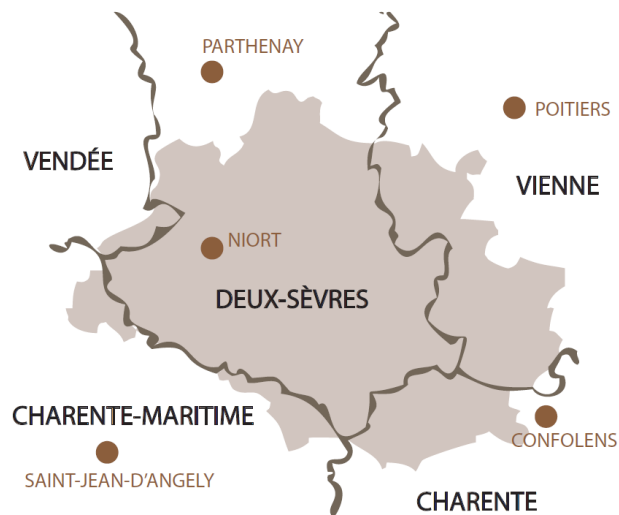 PARTHENAY
POITIERS
VENDÉE
VIENNE
NIORT
DEUX-SÈVRES
CHARENTE-MARITIME
CONFOLENS
SAINT-JEAN-D'ANGELY
CHARENTE